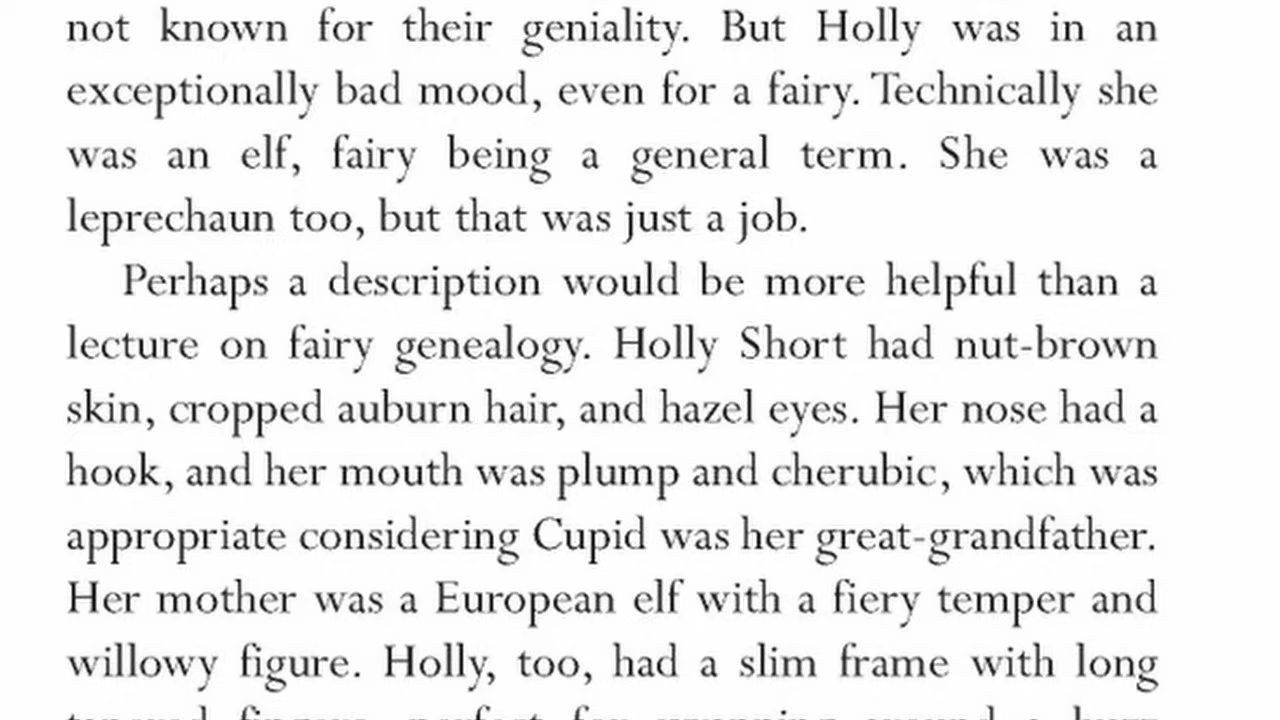 not known for their geniality. But Holly was in an
exceptionally bad mood, even for a fairy. Technically she
was an elf, fairy being a general term. She was a
leprechaun too, but that was just a job.
Perhaps a description would be more helpful than a
lecture on fairy genealogy. Holly Short had nut-brown
skin, cropped auburn hair, and hazel eyes. Her nose had a
hook, and her mouth was plump and cherubic, which was
appropriate considering Cupid was her great-grandfather.
Her mother was a European elf with a fiery temper and
willowy figure. Holly, too, had a slim frame with long